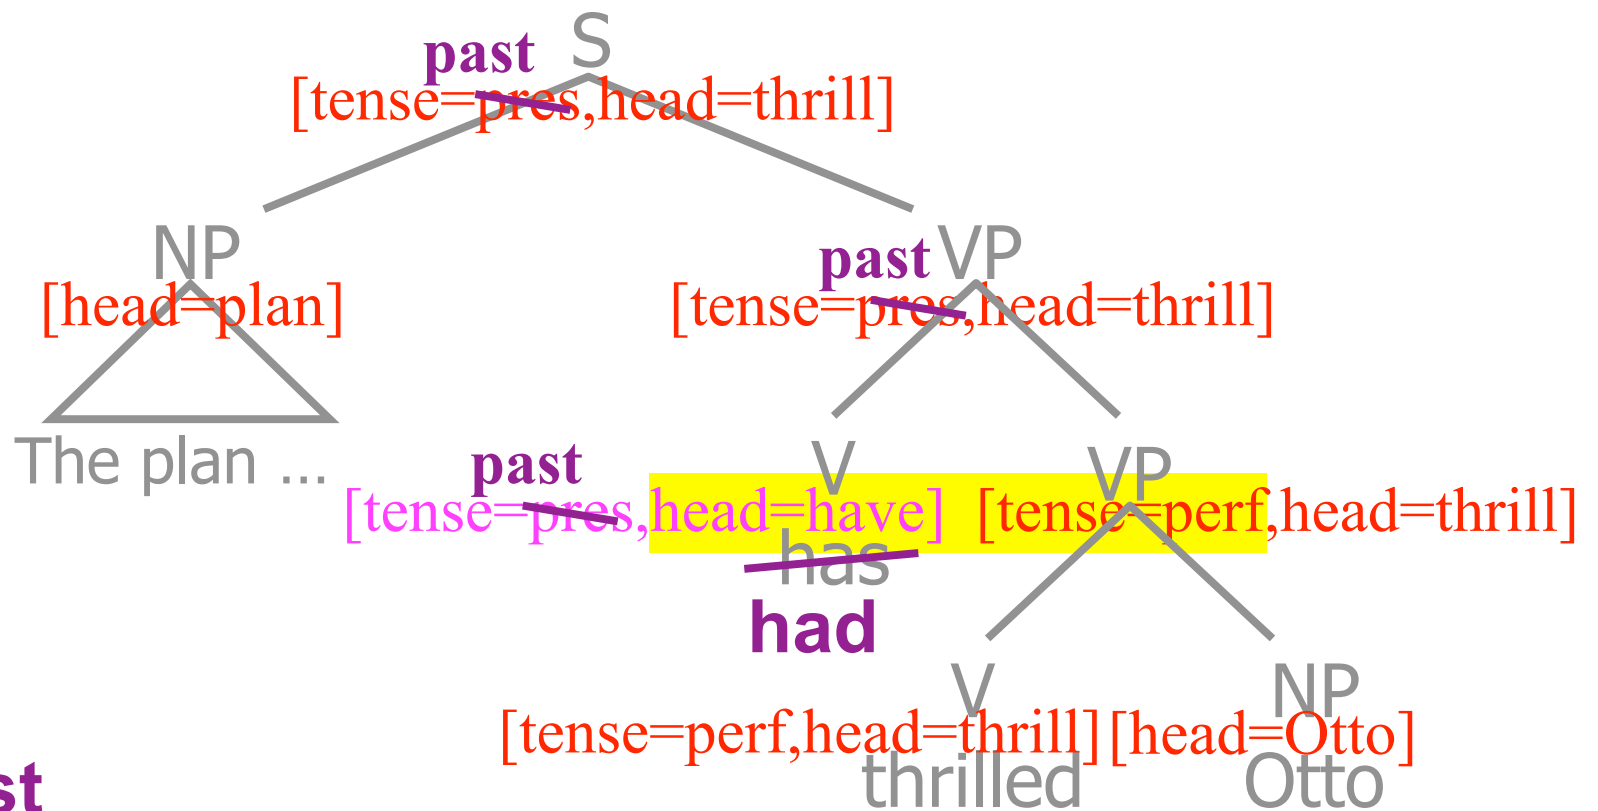 S
past
[tense=pres,head=thrill]
NP
[head=plan]
The plan ...
past
VP
[tense=pres,head=thrill]
past
V
[tense=pres,head=have]
has
had
VP
[tense=perf,head=thrill]
V
[tense=perf,head=thrill]
thrilled
NP
[head=Otto]
Otto
st